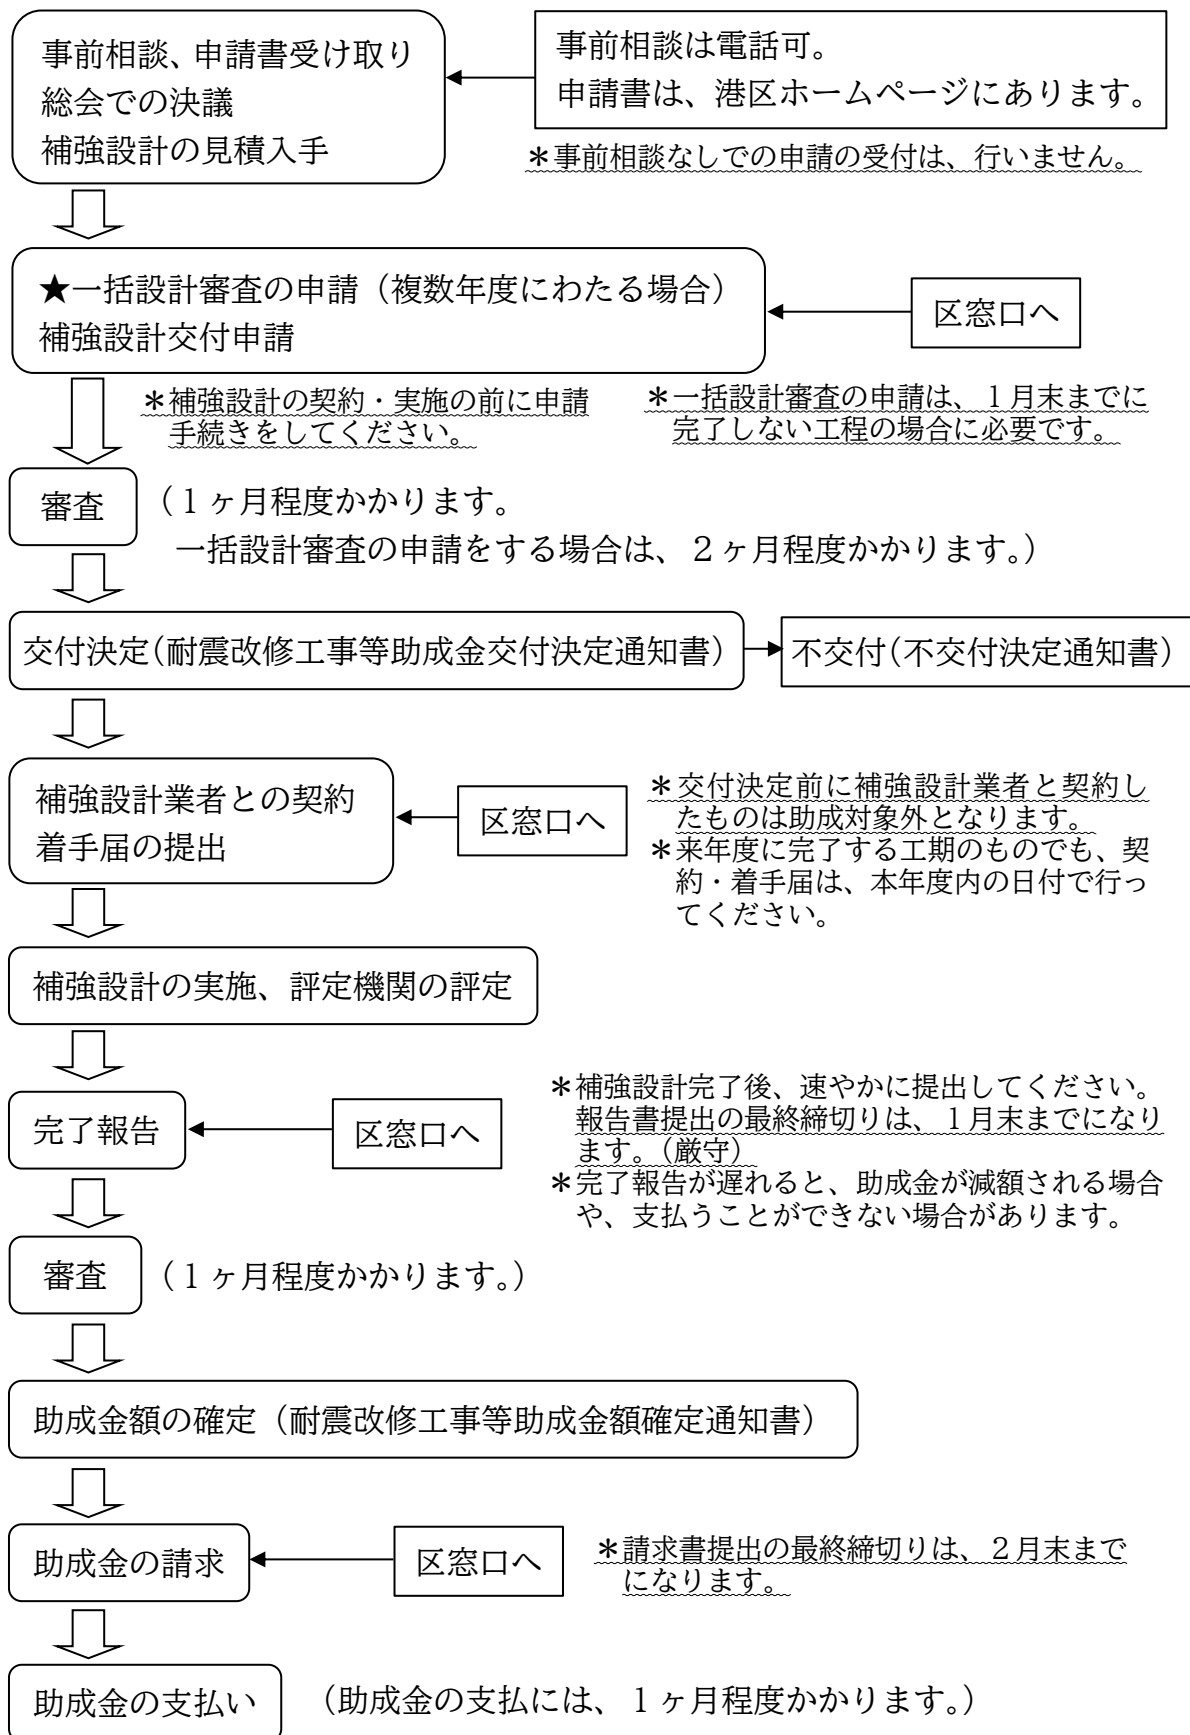 事前相談、申請書受け取り
総会での決議
補強設計の見積入手
事前相談は電話可。
申請書は、港区ホームページにあります。
＊事前相談なしでの申請の受付は、行いません。
★一括設計審査の申請（複数年度にわたる場合）
補強設計交付申請
区窓口へ
＊補強設計の契約・実施の前に申請
手続きをしてください。
＊一括設計審査の申請は、１月末までに
完了しない工程の場合に必要です。
審査
（１ヶ月程度かかります。
一括設計審査の申請をする場合は、２ヶ月程度かかります。）
交付決定（耐震改修工事等助成金交付決定通知書）
不交付（不交付決定通知書）
補強設計業者との契約
着手届の提出
区窓口へ
＊交付決定前に補強設計業者と契約し
たものは助成対象外となります。
＊来年度に完了する工期のものでも、契
約・着手届は、本年度内の日付で行っ
てください。
補強設計の実施、評定機関の評定
完了報告
区窓口へ
＊補強設計完了後、速やかに提出してください。
報告書提出の最終締切りは、１月末までになり
ます。（厳守）
＊完了報告が遅れると、助成金が減額される場合
や、支払うことができない場合があります。
審査
（１ヶ月程度かかります。）
助成金額の確定（耐震改修工事等助成金額確定通知書）
助成金の請求
区窓口へ
＊請求書提出の最終締切りは、２月末まで
になります。
助成金の支払い
（助成金の支払には、１ヶ月程度かかります。）